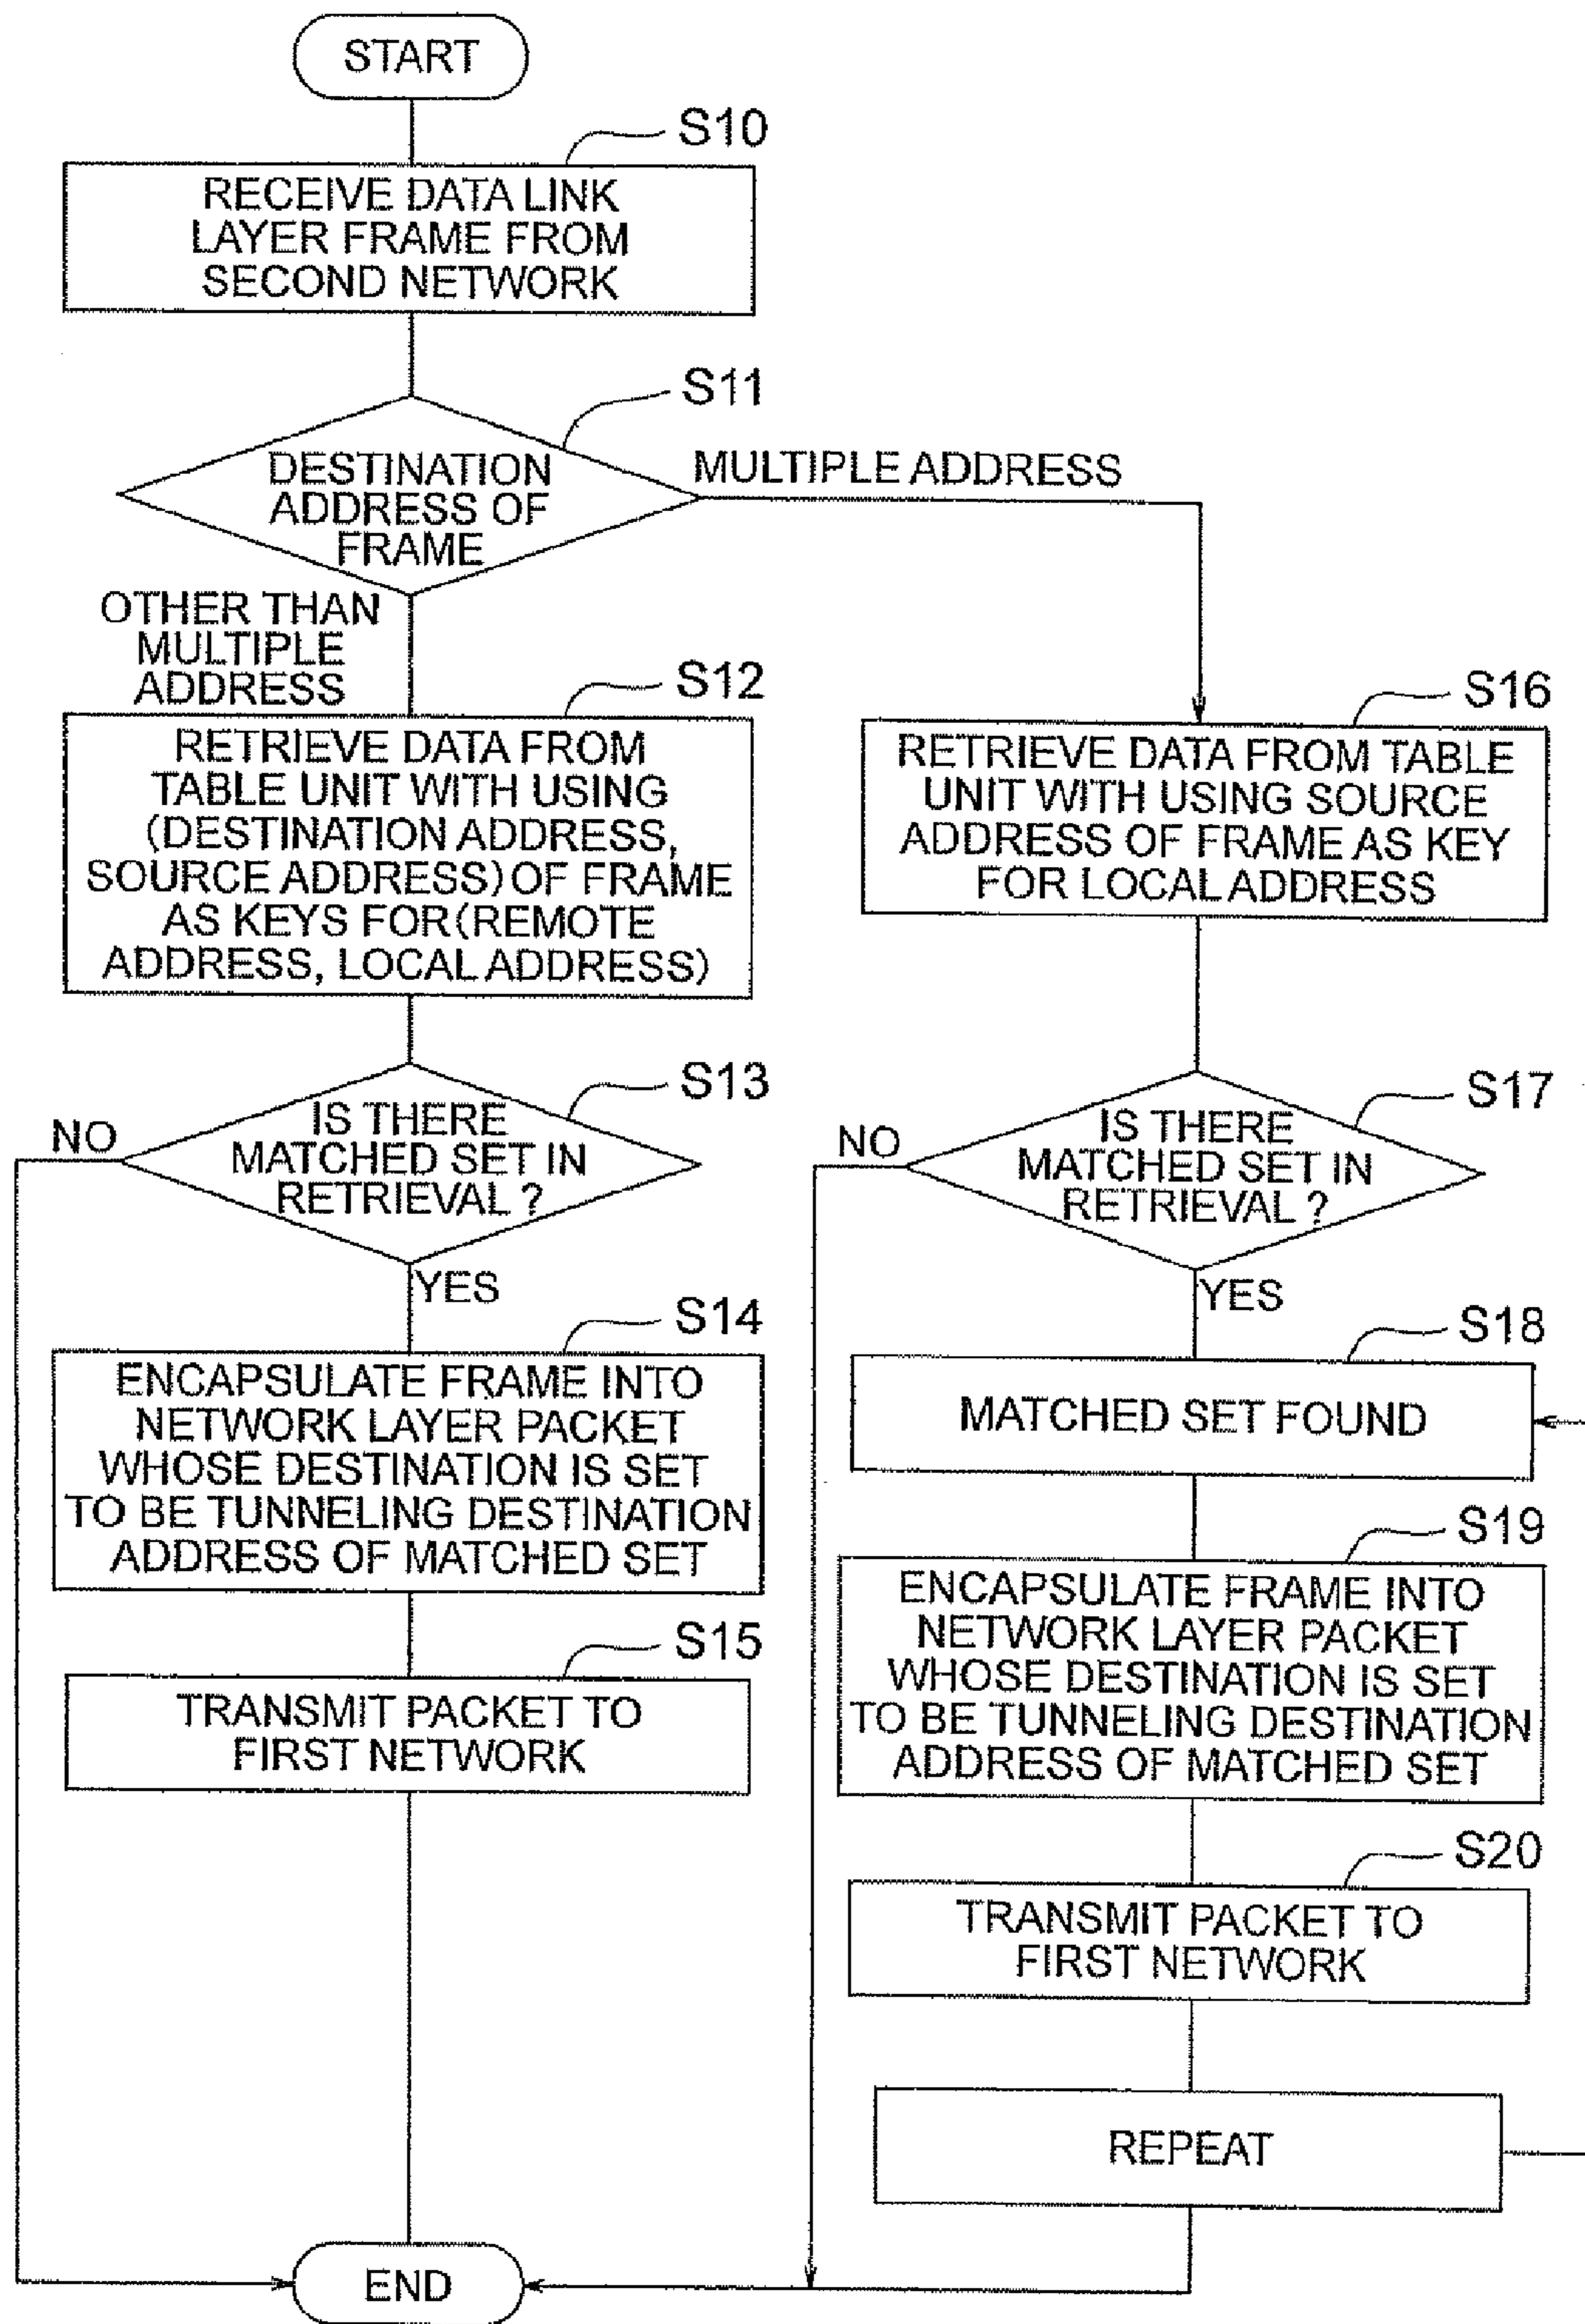 START
S10
RECEIVE DATA LINK
LAYER FRAME FROM
SECOND NETWORK
S11
DESTINATION
ADDRESS OF
FRAME
MULTIPLE ADDRESS
OTHER THAN
MULTIPLE
ADDRESS
S12
RETRIEVE DATA FROM
TABLE UNIT WITH USING
(DESTINATION ADDRESS,
SOURCE ADDRESS) OF FRAME
AS KEYS FOR (REMOTE
ADDRESS, LOCAL ADDRESS)
S13
IS THERE
MATCHED SET IN
RETRIEVAL ?
NO
YES
S14
ENCAPSULATE FRAME INTO
NETWORK LAYER PACKET
WHOSE DESTINATION IS SET
TO BE TUNNELING DESTINATION
ADDRESS OF MATCHED SET
S15
TRANSMIT PACKET TO
FIRST NETWORK
S16
RETRIEVE DATA FROM TABLE
UNIT WITH USING SOURCE
ADDRESS OF FRAME AS KEY
FOR LOCAL ADDRESS
S17
IS THERE
MATCHED SET IN
RETRIEVAL ?
NO
YES
S18
MATCHED SET FOUND
S19
ENCAPSULATE FRAME INTO
NETWORK LAYER PACKET
WHOSE DESTINATION IS SET
TO BE TUNNELING DESTINATION
ADDRESS OF MATCHED SET
S20
TRANSMIT PACKET TO
FIRST NETWORK
REPEAT
END